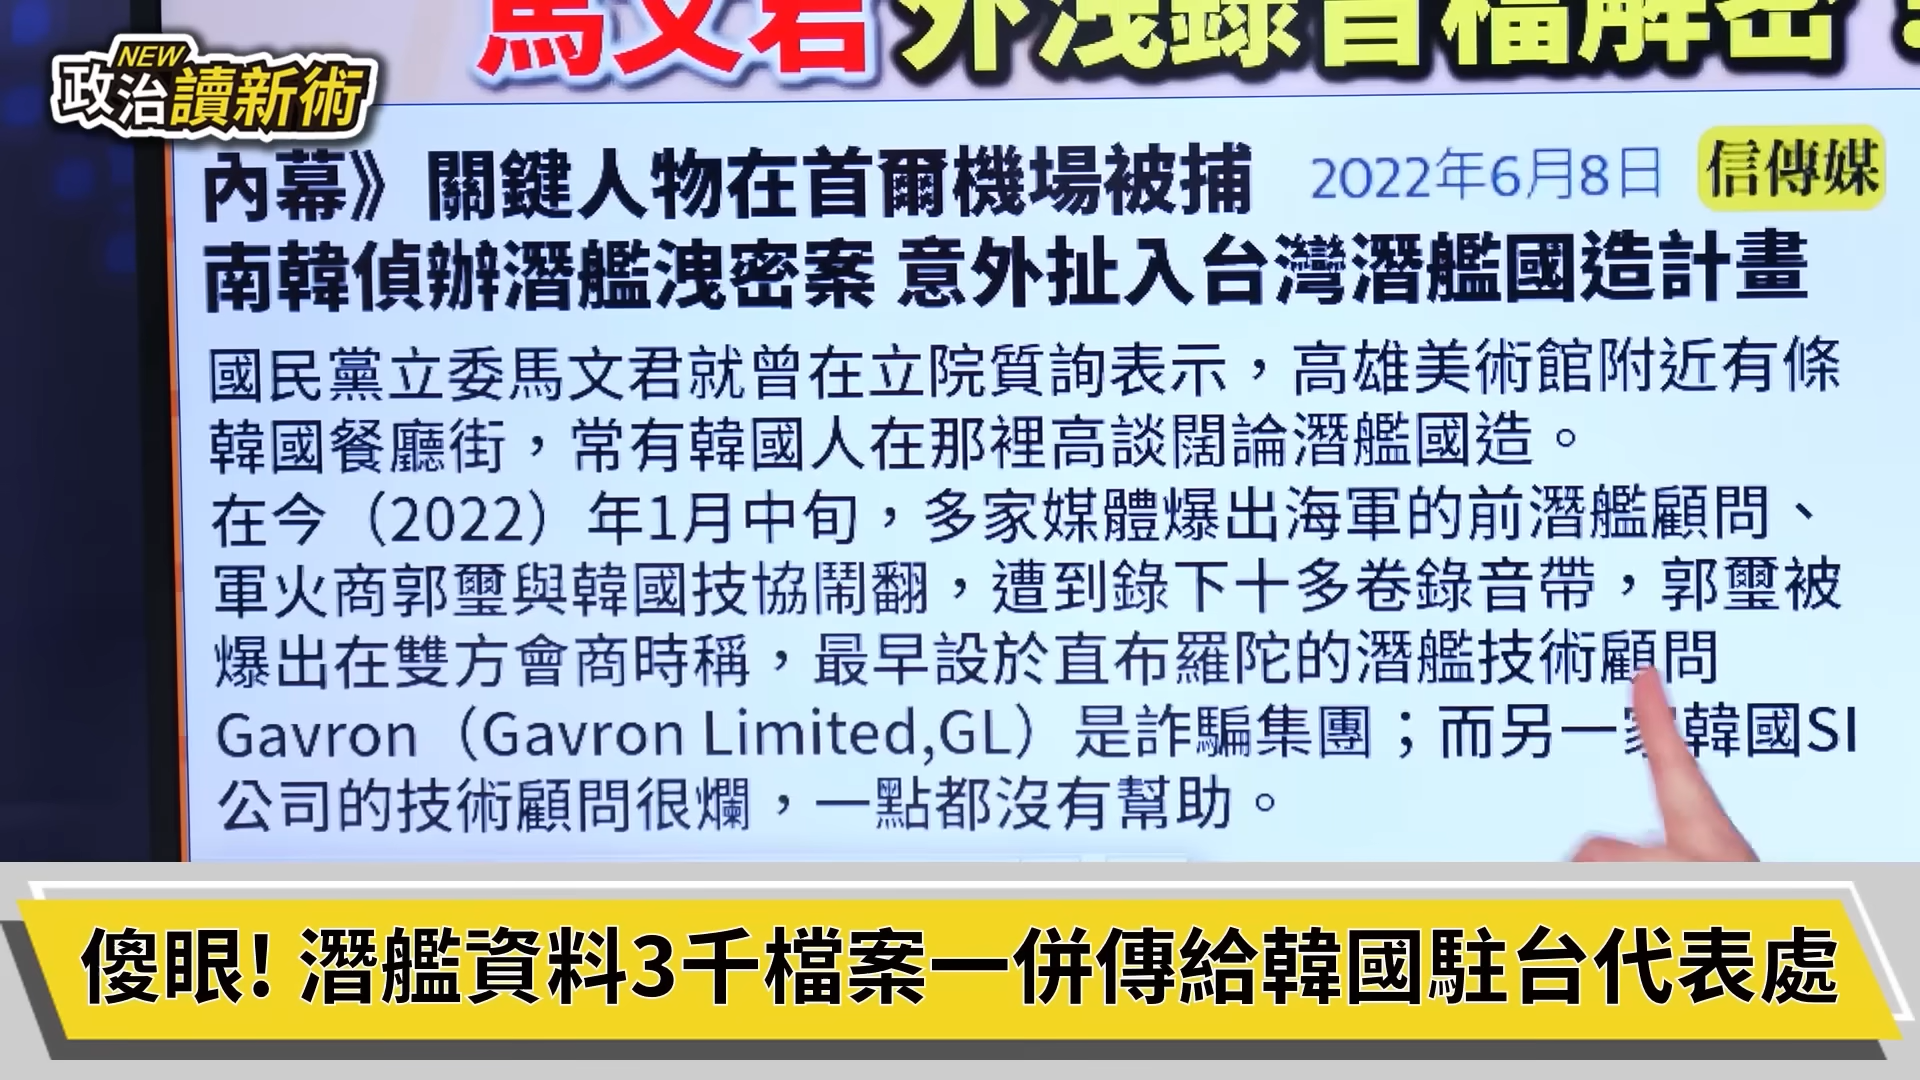 馬文君外洩錄音檔解密!
NEW
政治讀新術
內幕》關鍵人物在首爾機場被捕
2022年6月8日
信傳媒
南韓偵辦潛艦洩密案 意外扯入台灣潛艦國造計畫
國民黨立委馬文君就曾在立院質詢表示，高雄美術館附近有條
韓國餐廳街，常有韓國人在那裡高談闊論潛艦國造。
在今（2022）年1月中旬，多家媒體爆出海軍的前潛艦顧問、
軍火商郭璽與韓國技協鬧翻，遭到錄下十多卷錄音帶，郭璽被
爆出在雙方會商時稱，最早設於直布羅陀的潛艦技術顧問
Gavron（Gavron Limited,GL）是詐騙集團；而另一家韓國SI
公司的技術顧問很爛，一點都沒有幫助。
傻眼! 潛艦資料3千檔案一併傳給韓國駐台代表處